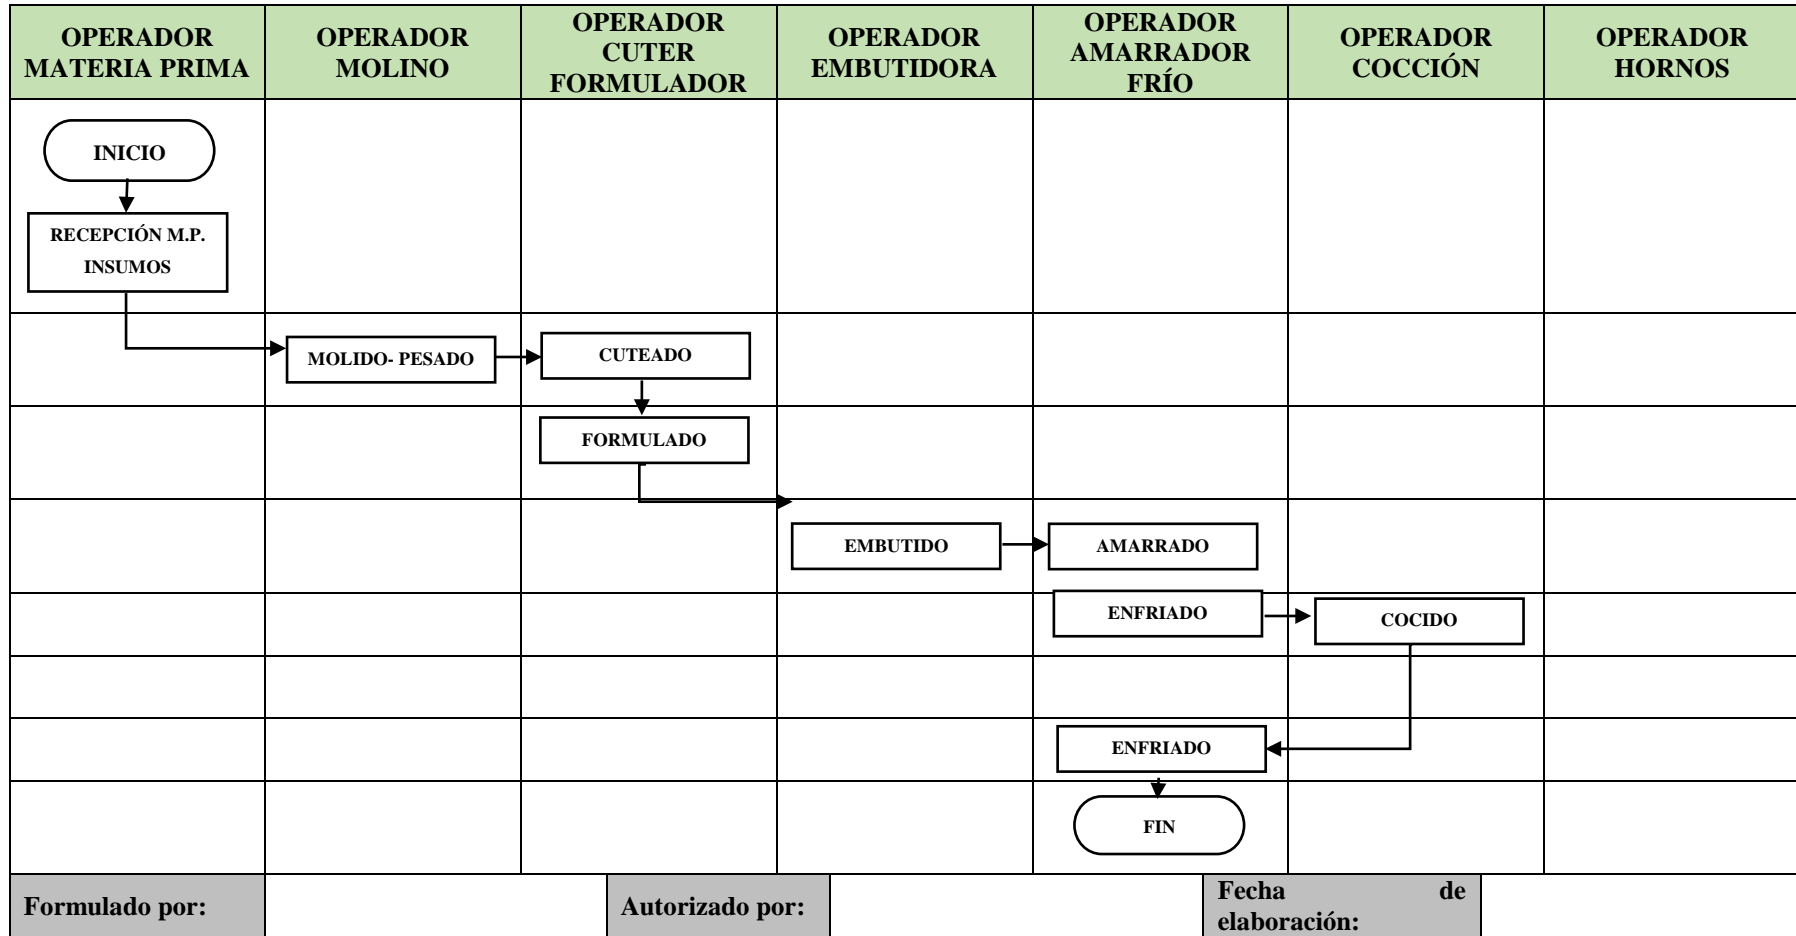 OPERADOR
MATERIA PRIMA
OPERADOR
MOLINO
OPERADOR
CUTER
FORMULADOR
OPERADOR
EMBUTIDORA
OPERADOR
AMARRADOR
FRÍO
OPERADOR
COCCIÓN
OPERADOR
HORNOS
INICIO
RECEPCIÓN M.P.
INSUMOS
MOLIDO- PESADO
CUTEADO
FORMULADO
EMBUTIDO
AMARRADO
ENFRIADO
COCIDO
ENFRIADO
FIN
Formulado por:
Autorizado por:
Fecha de
elaboración: